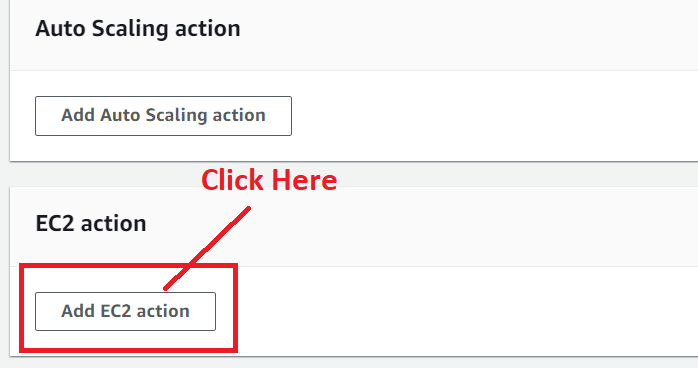 Auto Scaling action
Add Auto Scaling action
Click Here
EC2 action
Add EC2 action